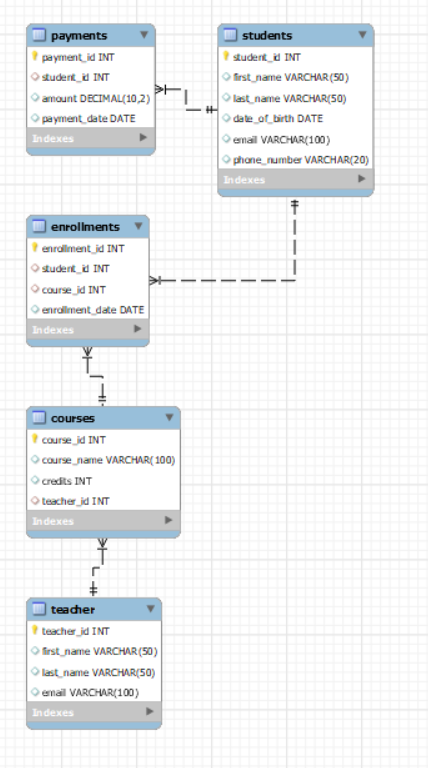 payments
payment_id INT
student_id INT
amount DECIMAL(10,2)
payment_date DATE
Indexes
students
student_id INT
first_name VARCHAR(50)
last_name VARCHAR(50)
date_of_birth DATE
email VARCHAR(100)
phone_number VARCHAR(20)
Indexes
enrollments
enrollment_id INT
student_id INT
course_id INT
enrollment_date DATE
Indexes
courses
course_id INT
course_name VARCHAR(100)
credits INT
teacher_id INT
Indexes
teacher
teacher_id INT
first_name VARCHAR(50)
last_name VARCHAR(50)
email VARCHAR(100)
Indexes